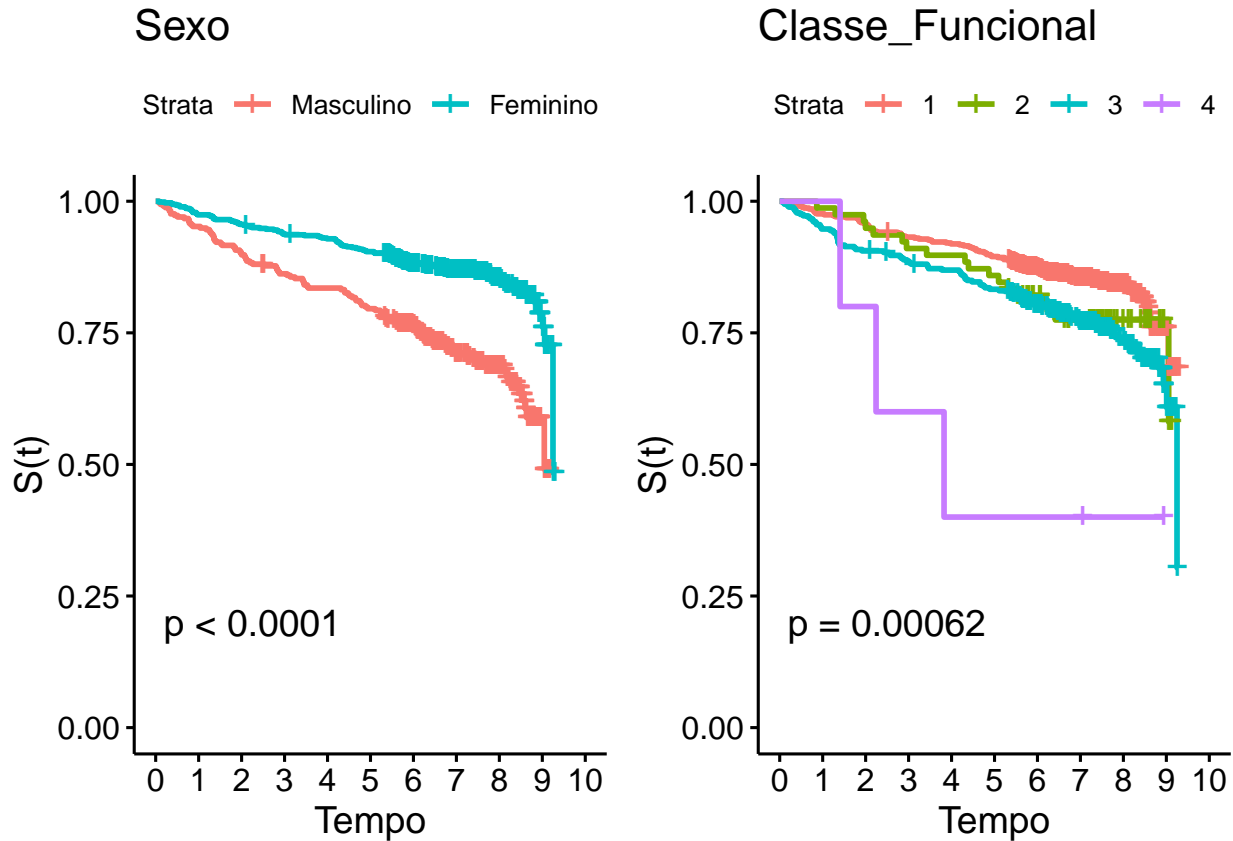 Sexo
Strata Masculino Feminino
S(t)
1.00
0.75
0.50
0.25
0.00
p < 0.0001
0 1 2 3 4 5 6 7 8 9 10
Tempo
Classe_Funcional
Strata 1 2 3 4
S(t)
1.00
0.75
0.50
0.25
0.00
p = 0.00062
0 1 2 3 4 5 6 7 8 9 10
Tempo